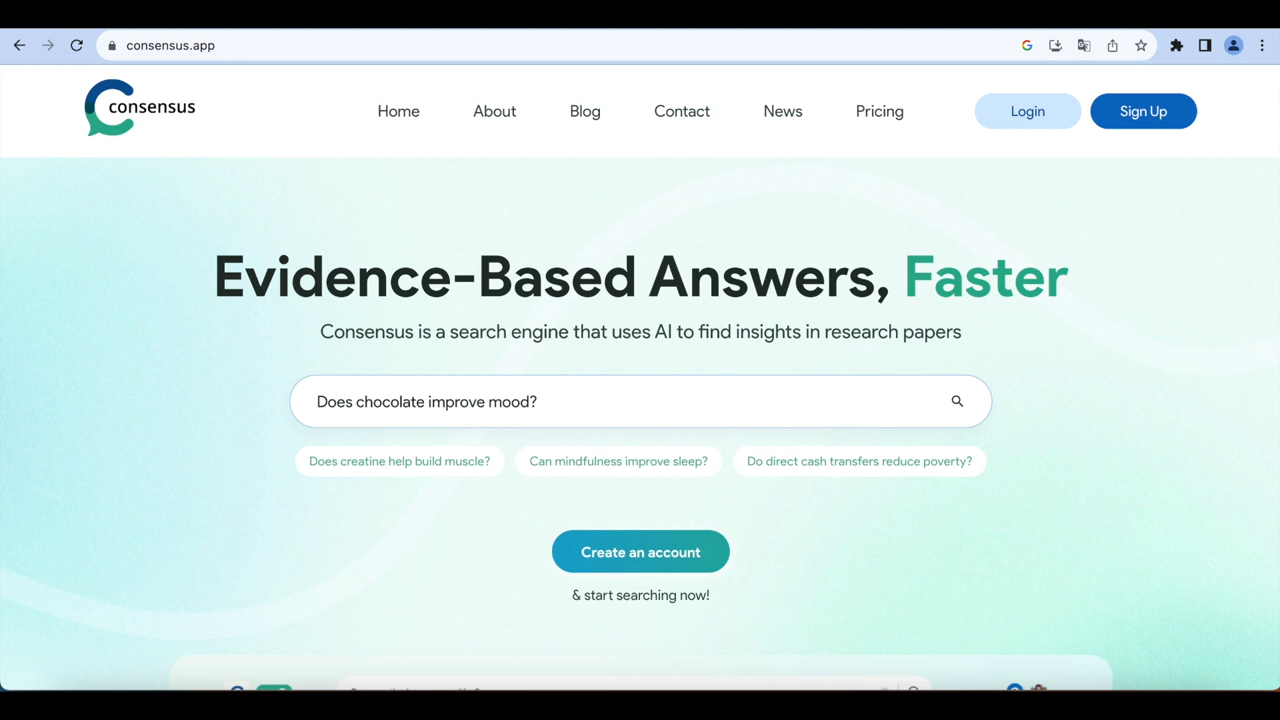 consensus.app
consensus
Home About Blog Contact News Pricing Login Sign Up
Evidence-Based Answers, Faster
Consensus is a search engine that uses AI to find insights in research papers
Does chocolate improve mood?
Does creatine help build muscle? Can mindfulness improve sleep? Do direct cash transfers reduce poverty?
Create an account
& start searching now!